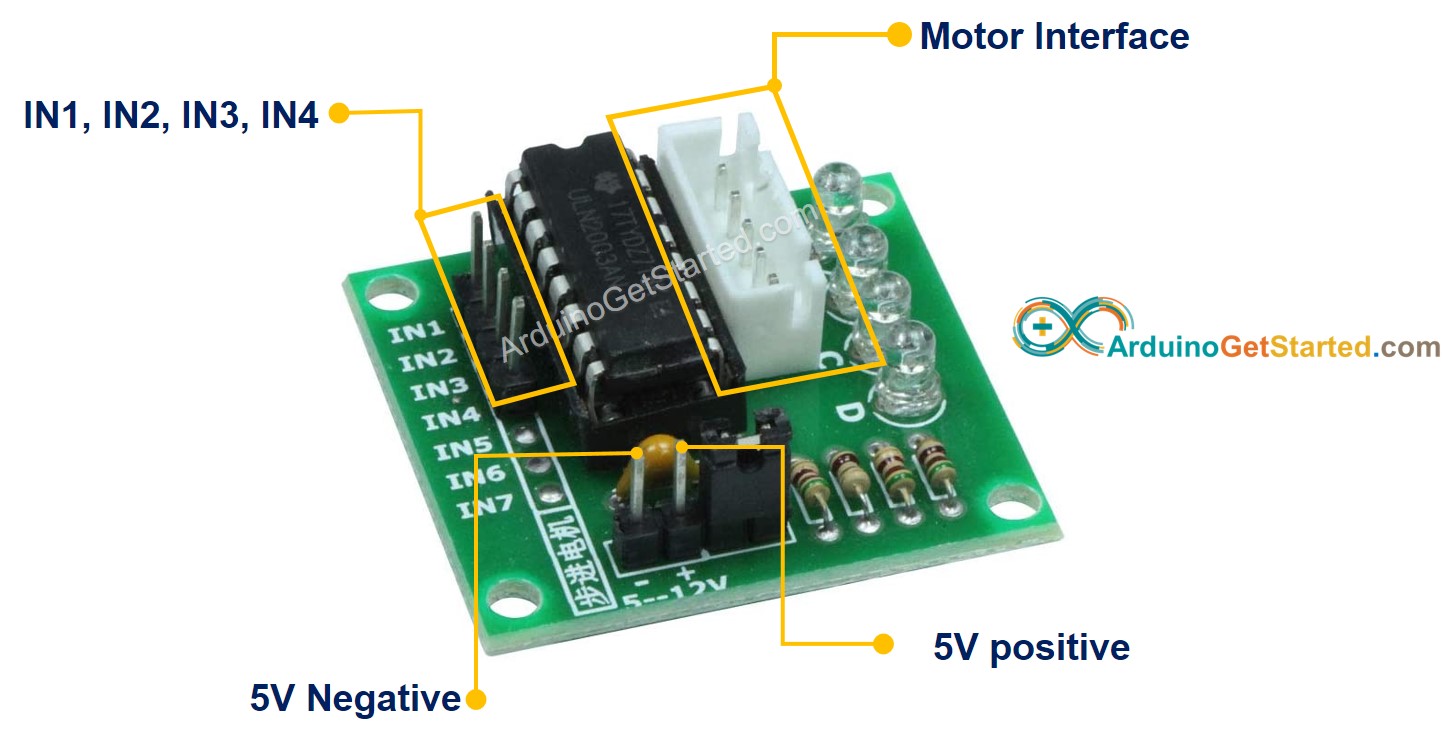 Motor Interface
IN1, IN2, IN3, IN4
ULN2003AN
ArduinoGetStarted.com
ArduinoGetStarted.com
IN1
IN2
IN3
IN4
IN5
IN6
IN7
C
D
步进电机
- +
5--12V
5V positive
5V Negative